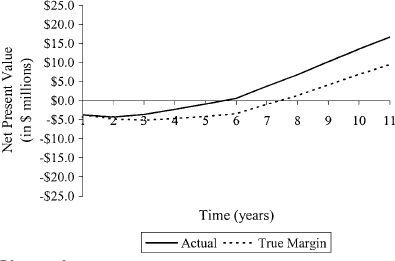 Net Present Value
(in $ millions)
$25.0
$20.0
$15.0
$10.0
$5.0
$0.0
-$5.0
-$10.0
-$15.0
-$20.0
-$25.0
1 2 3 4 5 6 7 8 9 10 11
Time (years)
Actual True Margin